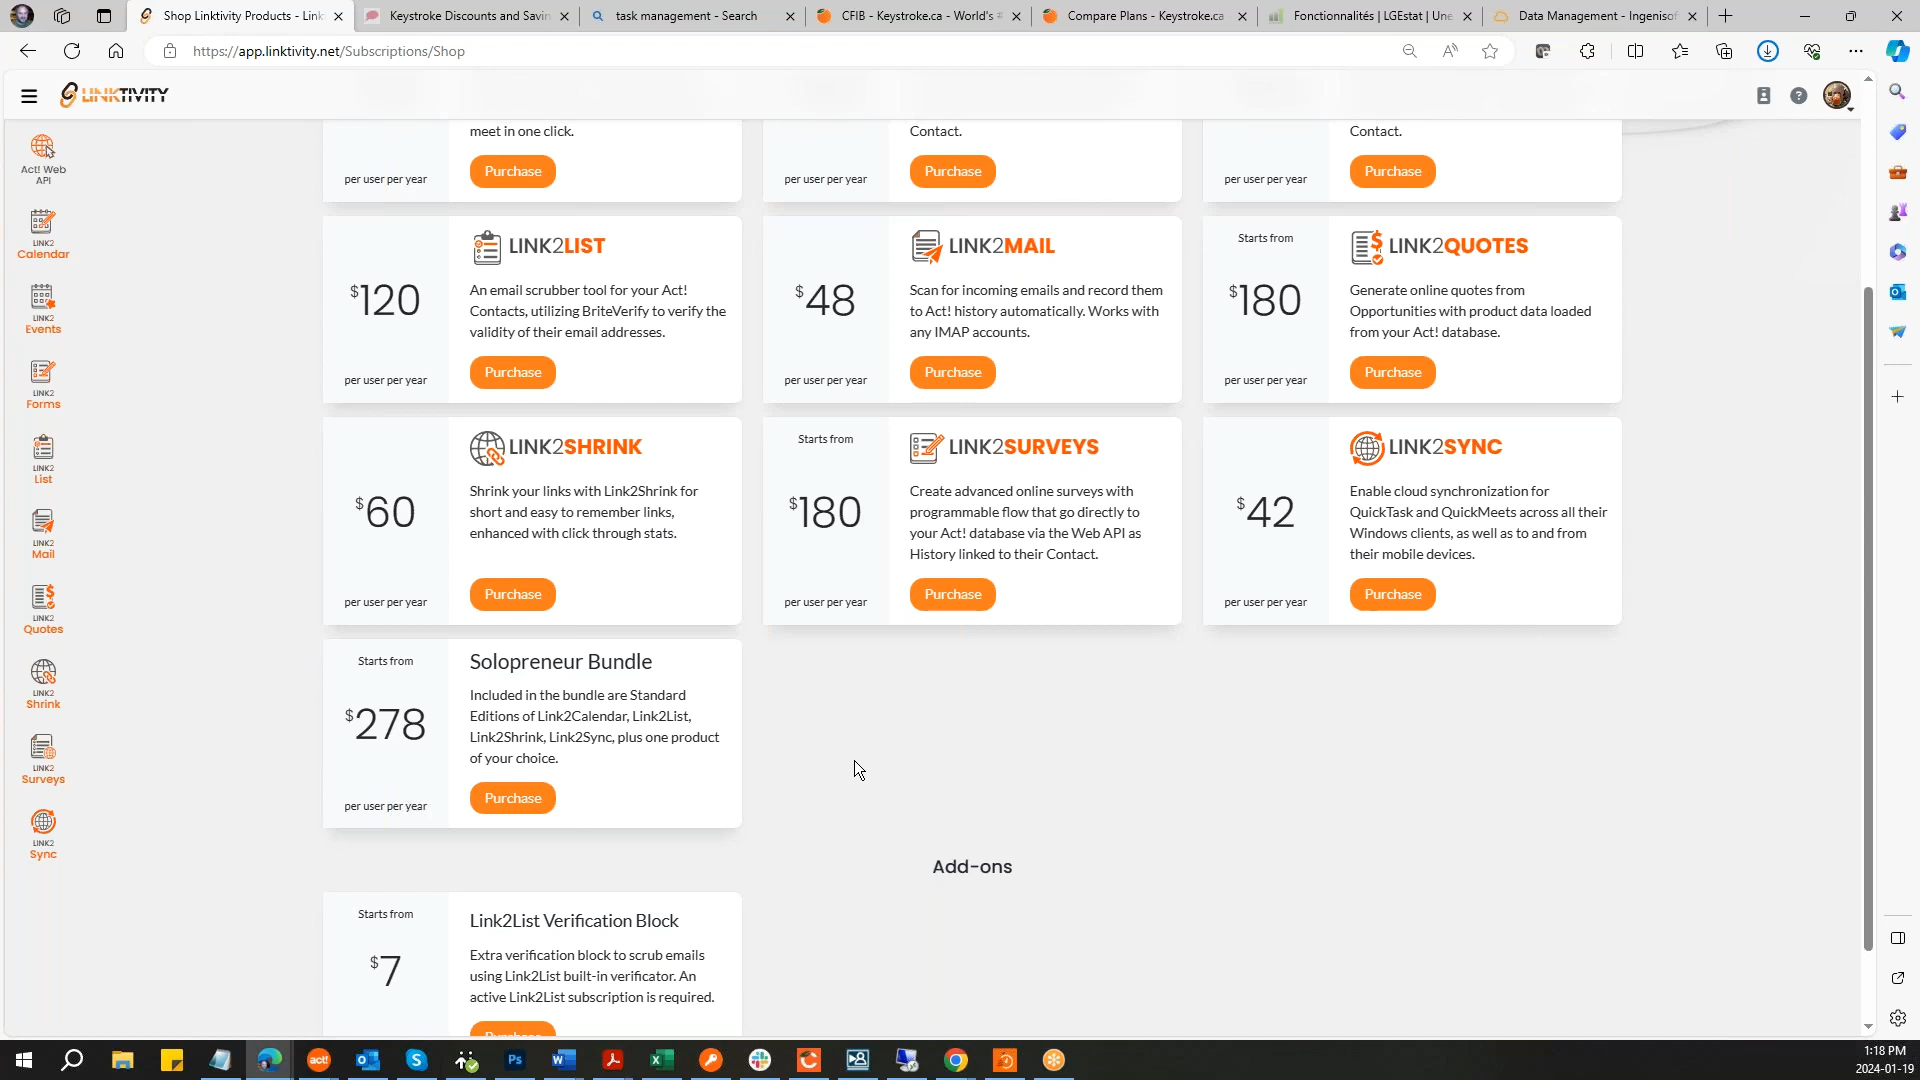 Shop Linktivity Products - Link
Keystroke Discounts and Savin
task management - Search
CFIB - Keystroke.ca - World's #
Compare Plans - Keystroke.ca
Fonctionnalités | LGEstat | Une
Data Management - Ingenisof
https://app.linktivity.net/Subscriptions/Shop
LINKTIVITY
Act! Web
API
LINK2
Calendar
LINK2
Events
LINK2
Forms
LINK2
List
LINK2
Mail
LINK2
Quotes
LINK2
Shrink
LINK2
Surveys
LINK2
Sync
meet in one click.
Purchase
per user per year
Contact.
Purchase
per user per year
Contact.
Purchase
per user per year
LINK2LIST
$120
An email scrubber tool for your Act!
Contacts, utilizing BriteVerify to verify the
validity of their email addresses.
Purchase
per user per year
LINK2MAIL
$48
Scan for incoming emails and record them
to Act! history automatically. Works with
any IMAP accounts.
Purchase
per user per year
Starts from
LINK2QUOTES
$180
Generate online quotes from
Opportunities with product data loaded
from your Act! database.
Purchase
per user per year
LINK2SHRINK
$60
Shrink your links with Link2Shrink for
short and easy to remember links,
enhanced with click through stats.
Purchase
per user per year
Starts from
LINK2SURVEYS
$180
Create advanced online surveys with
programmable flow that go directly to
your Act! database via the Web API as
History linked to their Contact.
Purchase
per user per year
LINK2SYNC
$42
Enable cloud synchronization for
QuickTask and QuickMeets across all their
Windows clients, as well as to and from
their mobile devices.
Purchase
per user per year
Starts from
Solopreneur Bundle
$278
Included in the bundle are Standard
Editions of Link2Calendar, Link2List,
Link2Shrink, Link2Sync, plus one product
of your choice.
Purchase
per user per year
Add-ons
Starts from
Link2List Verification Block
$7
Extra verification block to scrub emails
using Link2List built-in verificator. An
active Link2List subscription is required.
Purchase
act!
1:18 PM
2024-01-19